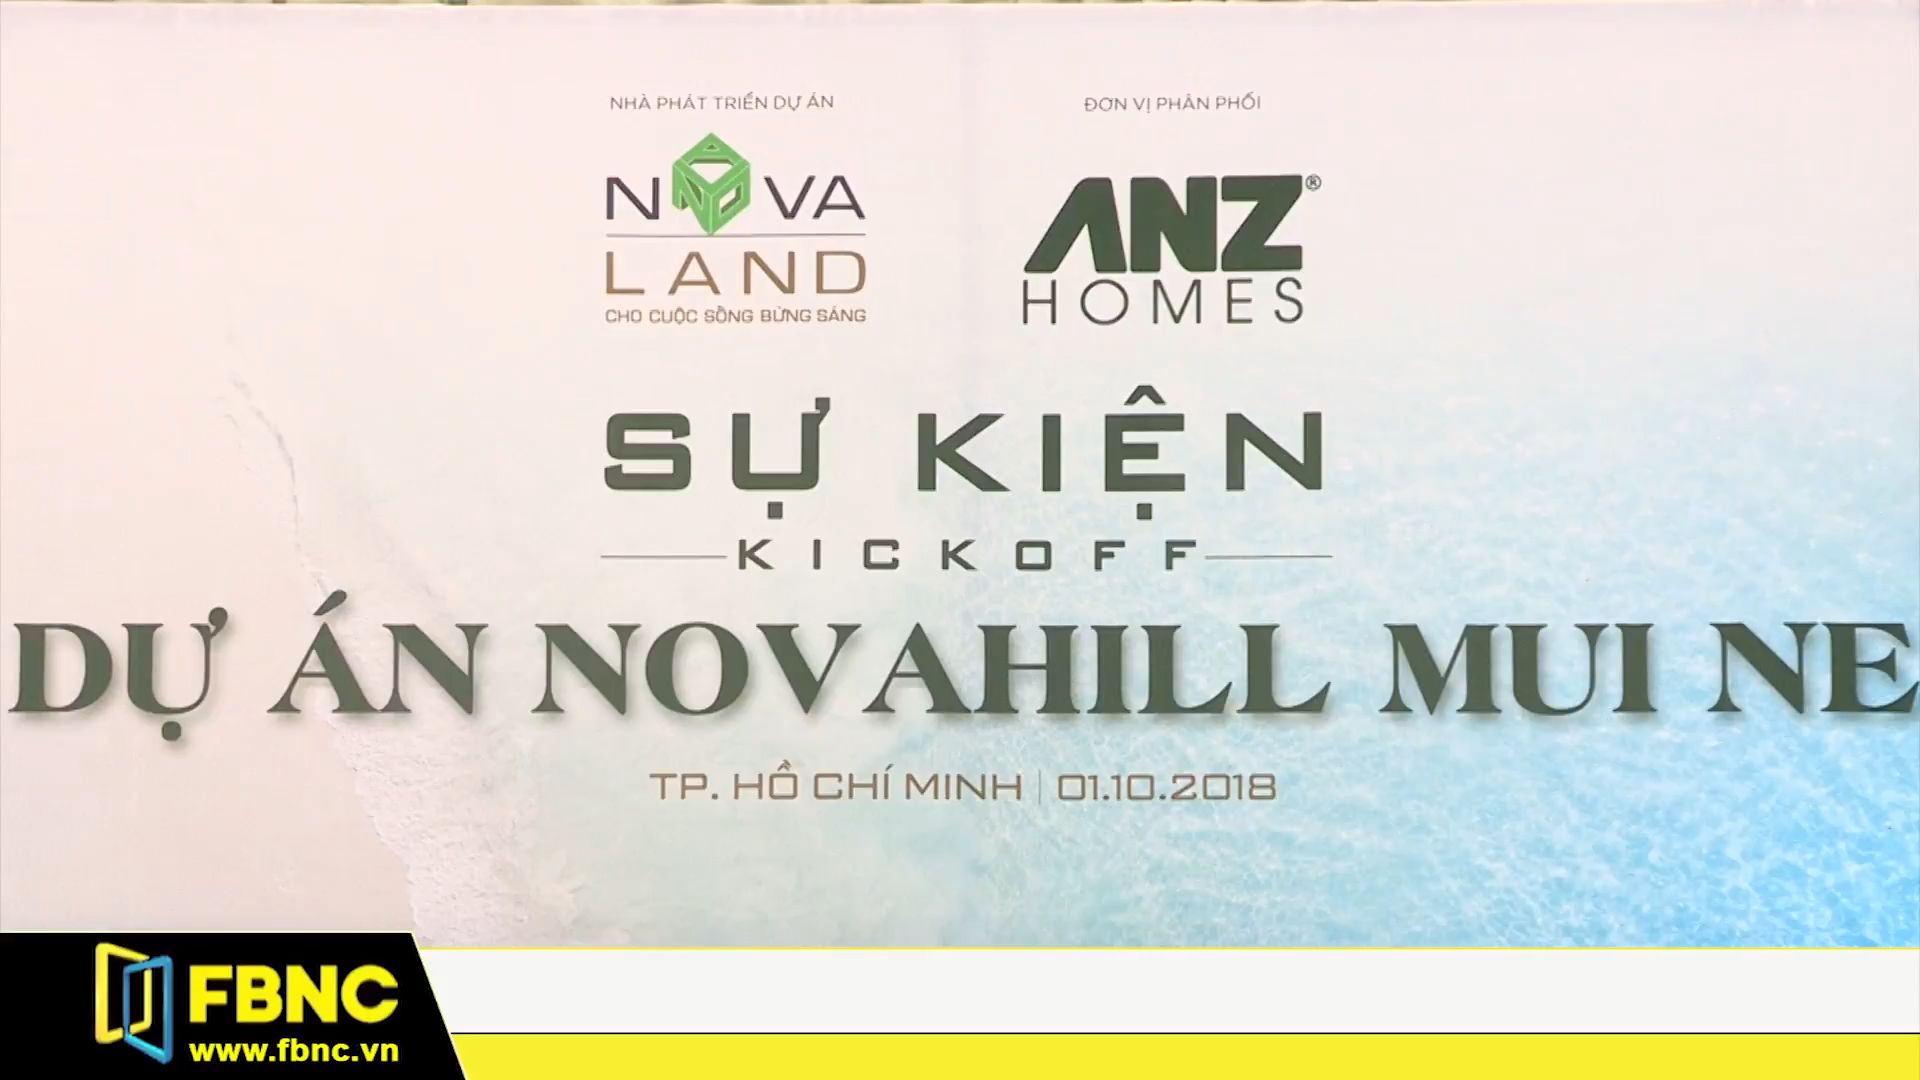 NHÀ PHÁT TRIỂN DỰ ÁN
ĐƠN VỊ PHÂN PHỐI
NOVA
LAND
CHO CUỘC SỐNG BỪNG SÁNG
ANZ®
HOMES
SỰ KIỆN
KICKOFF
DỰ ÁN NOVAHILL MUI NE
TP. HỒ CHÍ MINH | 01.10.2018
FBNC
www.fbnc.vn